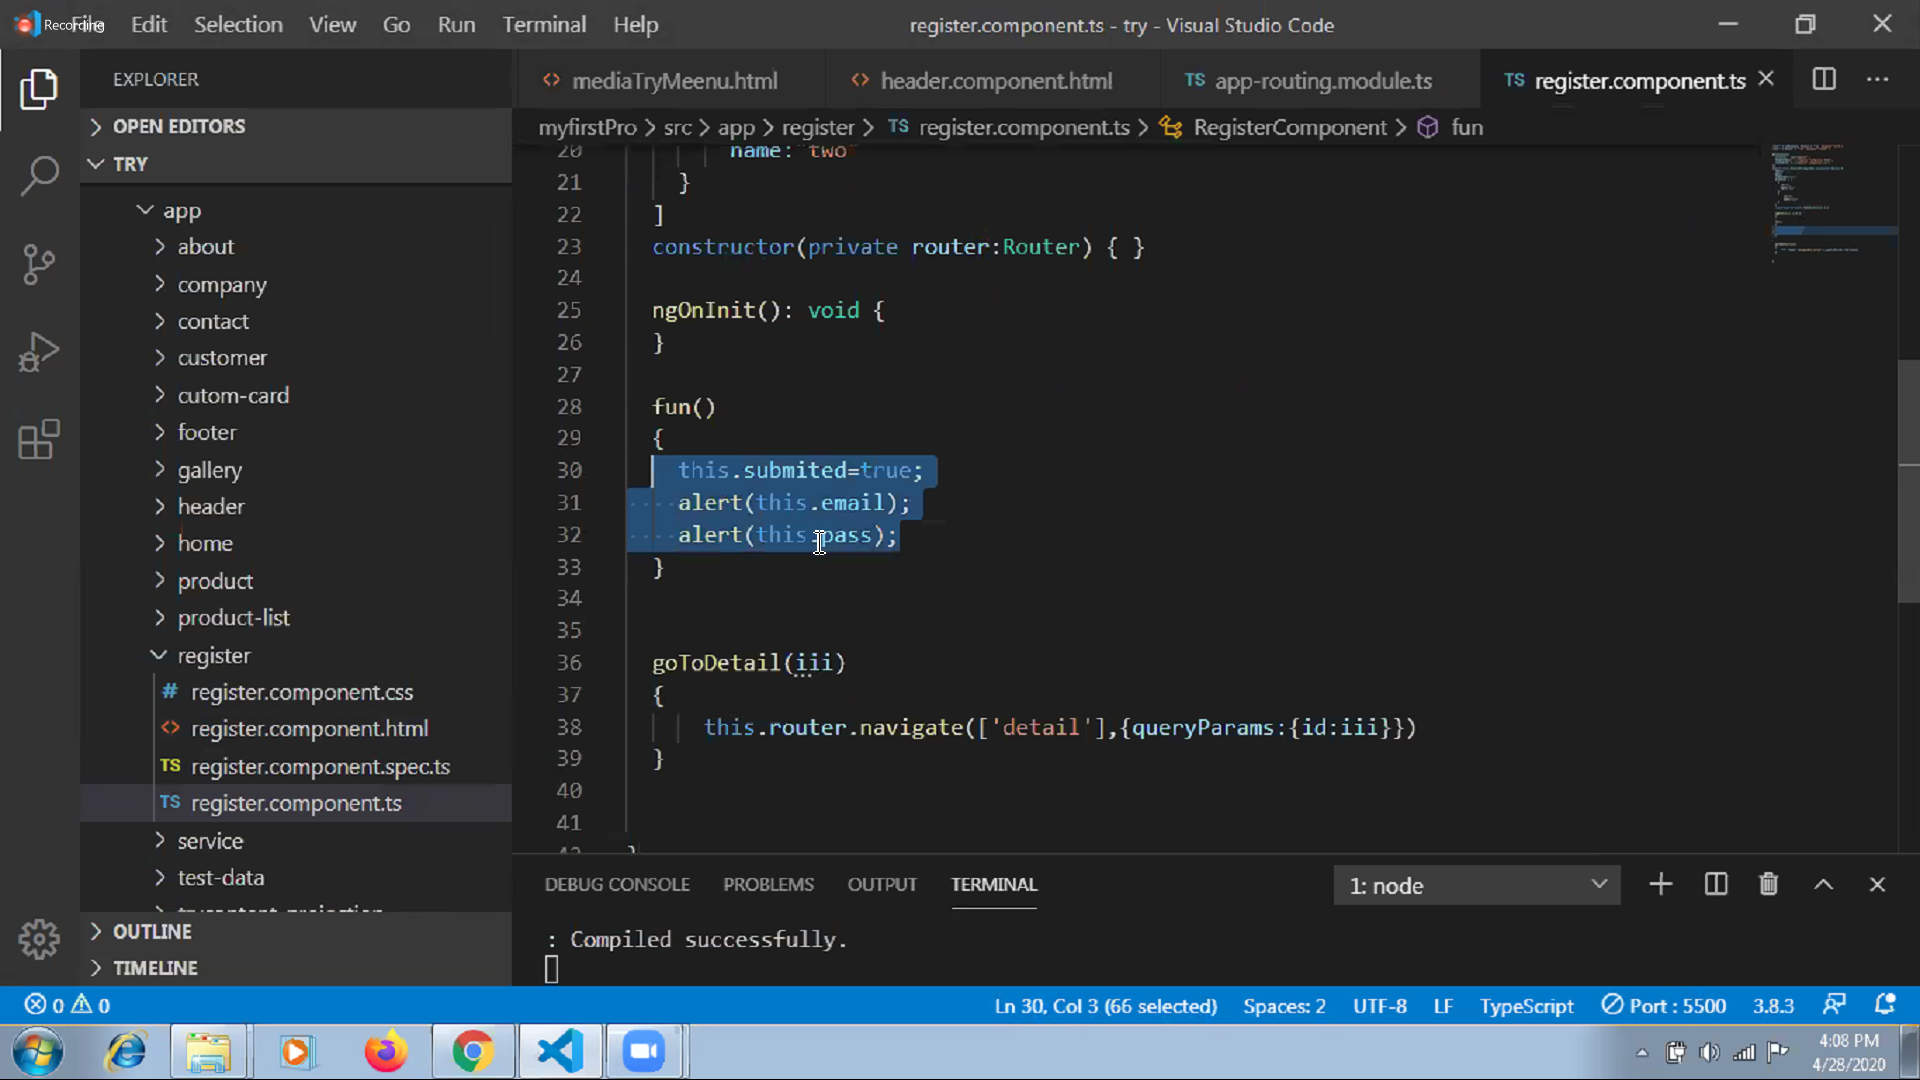 Recording File Edit Selection View Go Run Terminal Help register.component.ts - try - Visual Studio Code
EXPLORER mediaTryMeenu.html header.component.html TS app-routing.module.ts TS register.component.ts
OPEN EDITORS
myfirstPro > src > app > register > TS register.component.ts > RegisterComponent > fun
TRY
app
about
company
contact
customer
cutom-card
footer
gallery
header
home
product
product-list
register
# register.component.css
<> register.component.html
TS register.component.spec.ts
TS register.component.ts
service
test-data
OUTLINE
TIMELINE
20 name: "two"
21 }
22 ]
23 constructor(private router:Router) { }
24
25 ngOnInit(): void {
26 }
27
28 fun()
29 {
30 this.submited=true;
31 alert(this.email);
32 alert(this.pass);
33 }
34
35
36 goToDetail(iii)
37 {
38 this.router.navigate(['detail'],{queryParams:{id:iii}})
39 }
40
41
DEBUG CONSOLE PROBLEMS OUTPUT TERMINAL 1: node
: Compiled successfully.
0 0 Ln 30, Col 3 (66 selected) Spaces: 2 UTF-8 LF TypeScript Port : 5500 3.8.3
4:08 PM
4/28/2020